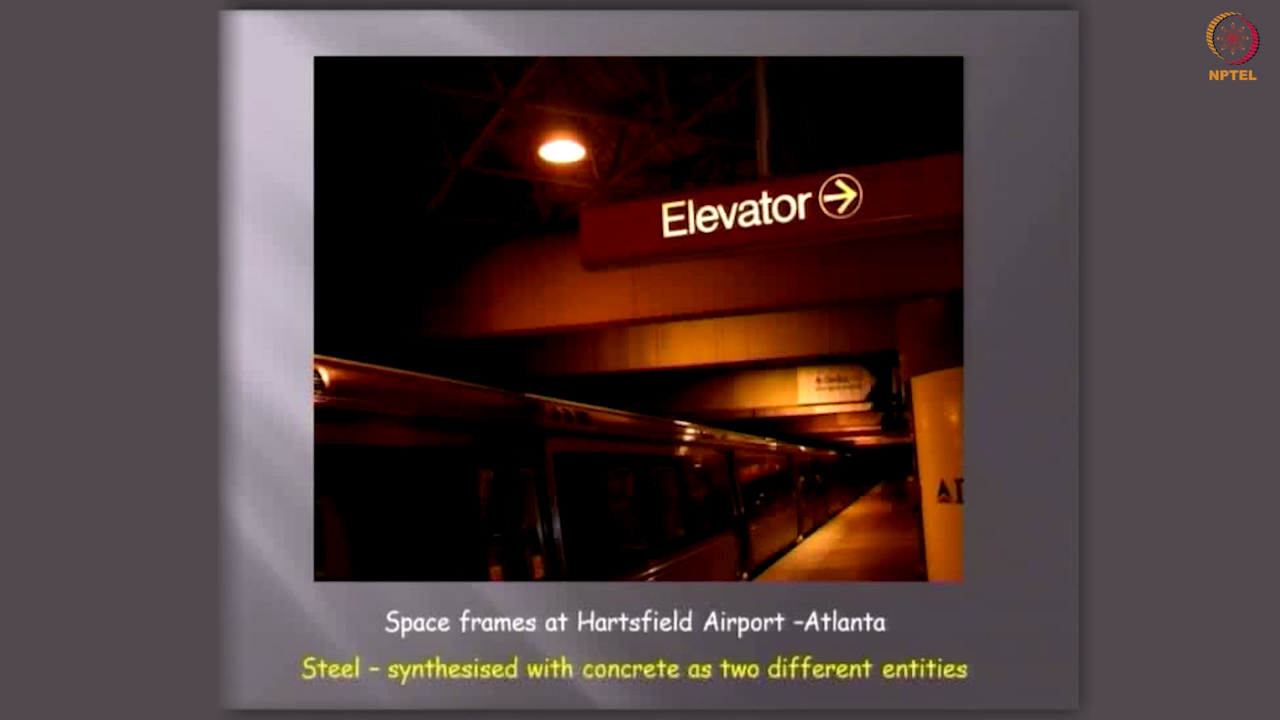 NPTEL
Elevator
Space frames at Hartsfield Airport –Atlanta
Steel – synthesised with concrete as two different entities